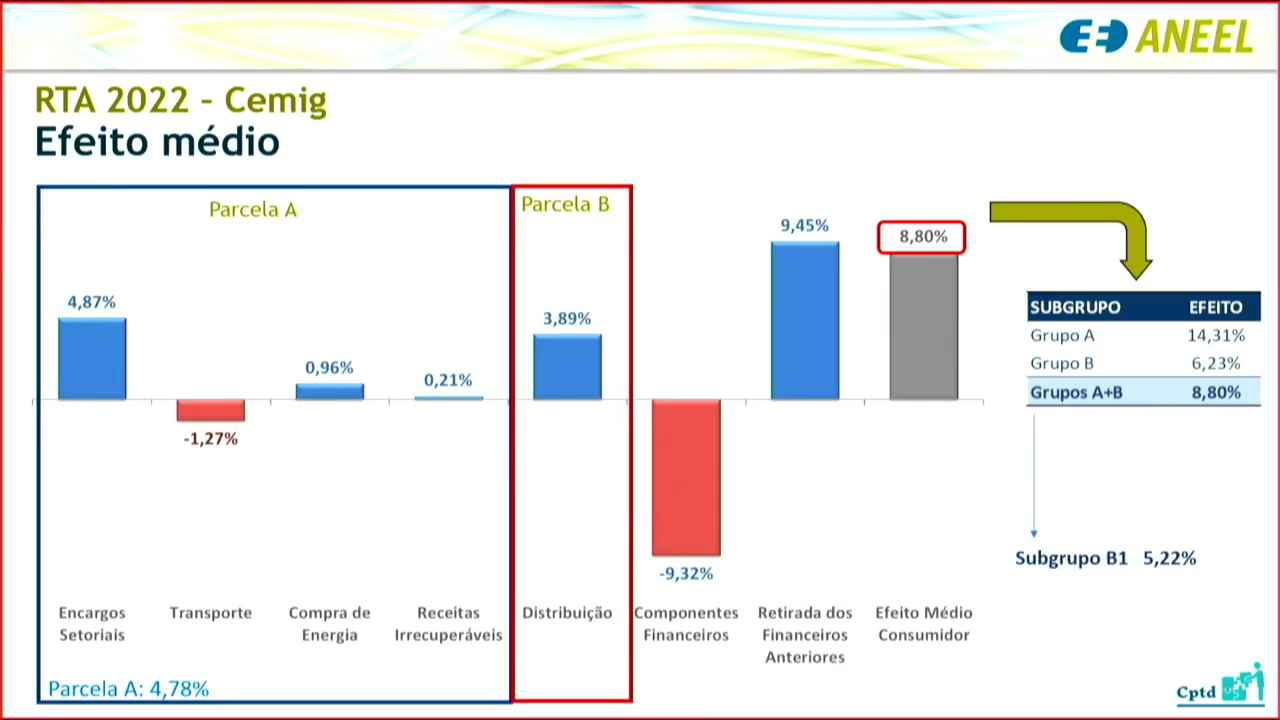 ANEEL
RTA 2022 – Cemig
Efeito médio
Parcela A
Parcela B
4,87%
-1,27%
0,96%
0,21%
3,89%
-9,32%
9,45%
8,80%
Encargos
Setoriais
Transporte
Compra de
Energia
Receitas
Irrecuperáveis
Distribuição
Componentes
Financeiros
Retirada dos
Financeiros
Anteriores
Efeito Médio
Consumidor
Parcela A: 4,78%
SUBGRUPO EFEITO
Grupo A 14,31%
Grupo B 6,23%
Grupos A+B 8,80%
Subgrupo B1 5,22%
Cptd